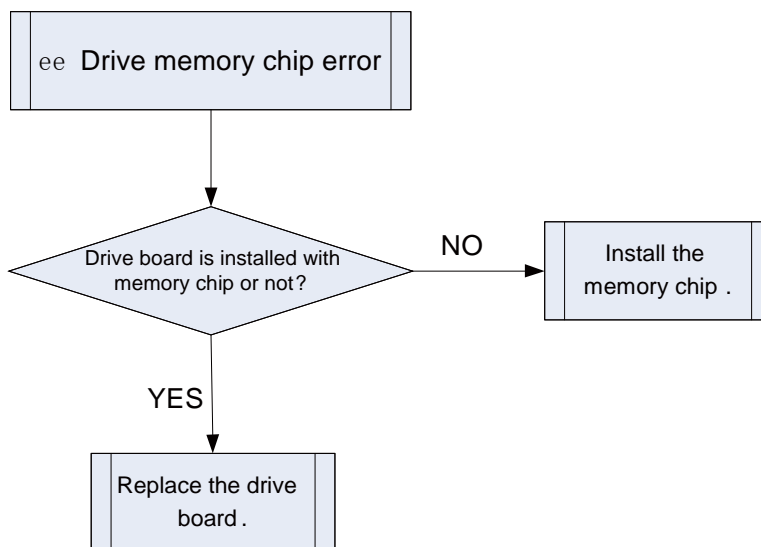 ee Drive memory chip error
Drive board is installed with
memory chip or not?
NO
Install the
memory chip .
YES
Replace the drive
board .